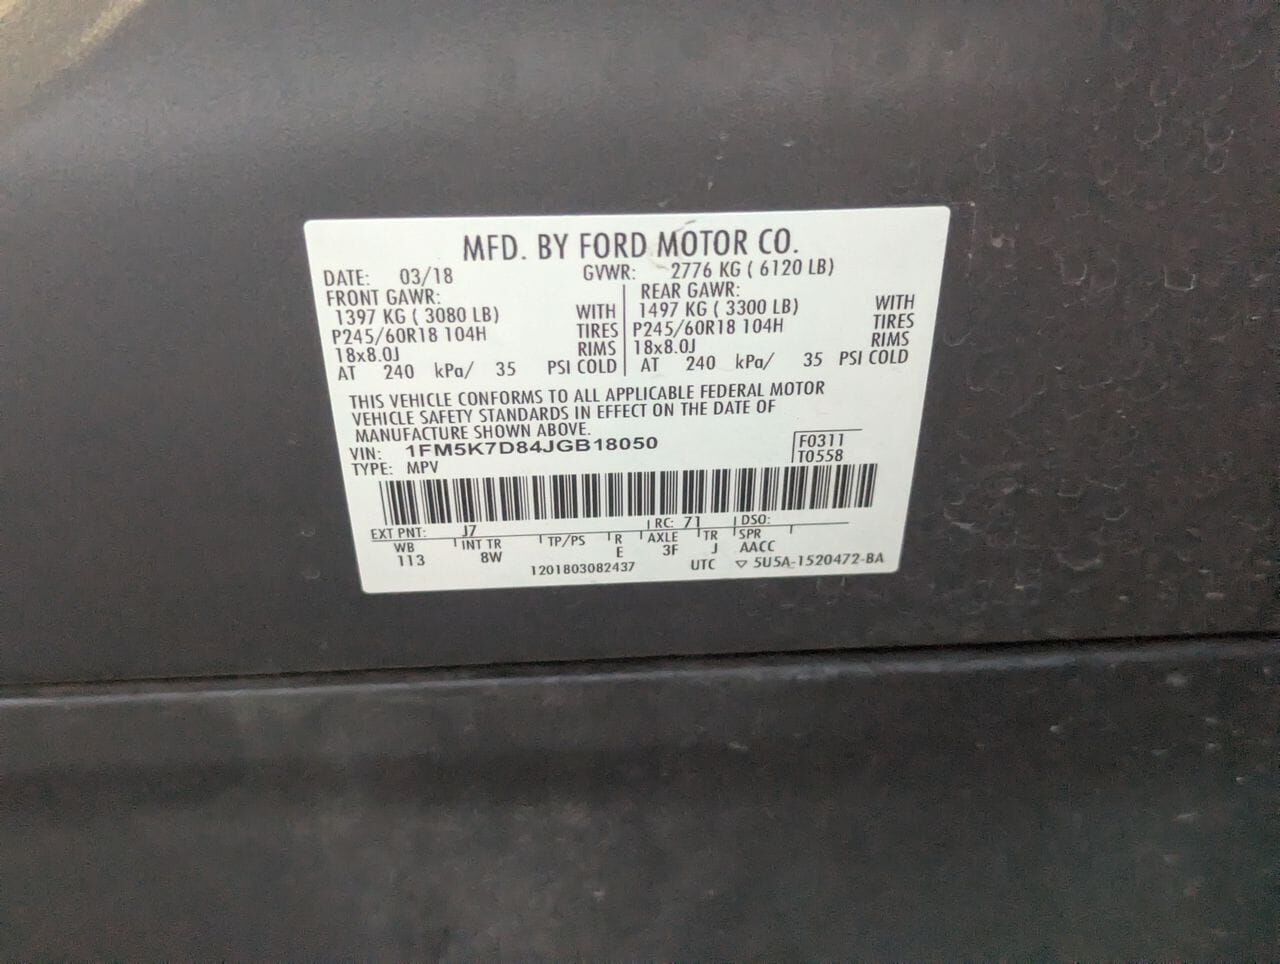 MFD. BY FORD MOTOR CO.
DATE: 03/18 GVWR: 2776 KG ( 6120 LB)
FRONT GAWR: REAR GAWR:
1397 KG ( 3080 LB) WITH 1497 KG ( 3300 LB) WITH
P245/60R18 104H TIRES P245/60R18 104H TIRES
18x8.0J RIMS 18x8.0J RIMS
AT 240 kPa/ 35 PSI COLD AT 240 kPa/ 35 PSI COLD
THIS VEHICLE CONFORMS TO ALL APPLICABLE FEDERAL MOTOR
VEHICLE SAFETY STANDARDS IN EFFECT ON THE DATE OF
MANUFACTURE SHOWN ABOVE.
VIN: 1FM5K7D84JGB18050 F0311
TYPE: MPV T0558
EXT PNT: J7 RC: 71 DSO:
WB INT TR TP/PS R AXLE TR SPR
113 8W E 3F J AACC
1201803082437 UTC ▽ 5U5A-1520472-BA